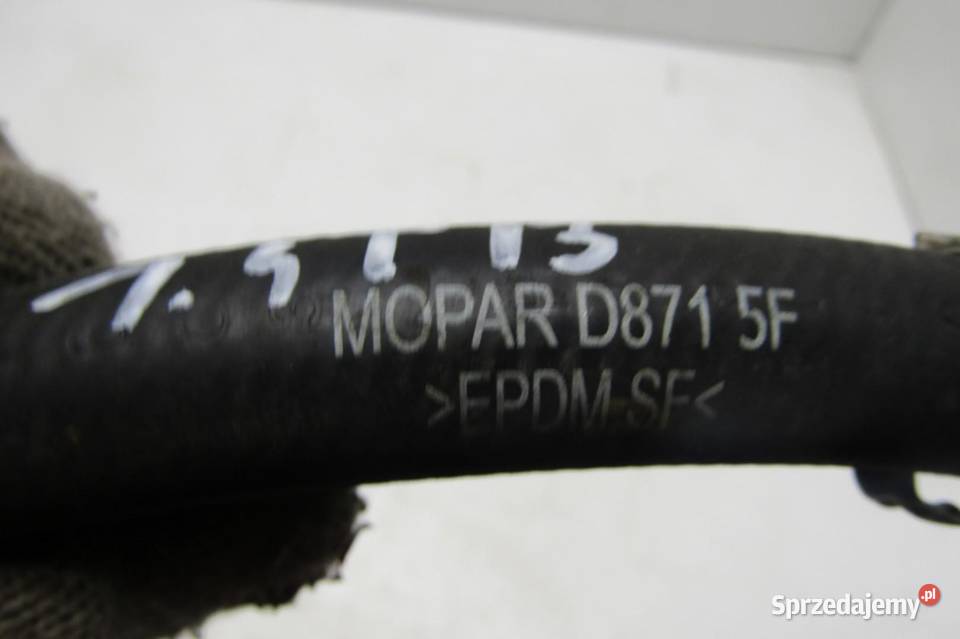 MOPAR D871 5F
>EPDM-SF<
Sprzedajemy.pl